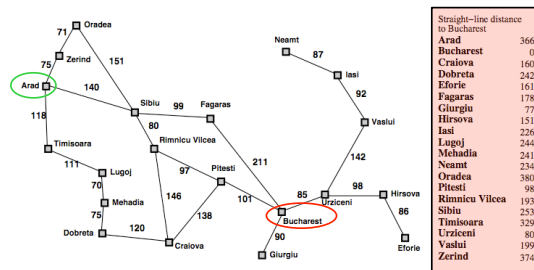 Oradea
71
Neamt
87
Zerind
151
75
Iasi
Arad
140
92
Sibiu
99
Fagaras
118
80
Vaslui
Rimnicu Vilcea
Timisoara
142
111
211
Lugoj
97
Pitesti
70
98
Hirsova
85
146
101
Urziceni
Mehadia
138
86
75
Bucharest
120
90
Dobreta
Craiova
Eforie
Giurgiu
Straight-line distance
to Bucharest
Arad 366
Bucharest 0
Craiova 160
Dobreta 242
Eforie 161
Fagaras 178
Giurgiu 77
Hirsova 151
Iasi 226
Lugoj 244
Mehadia 241
Neamt 234
Oradea 380
Pitesti 98
Rimnicu Vilcea 193
Sibiu 253
Timisoara 329
Urziceni 80
Vaslui 199
Zerind 374